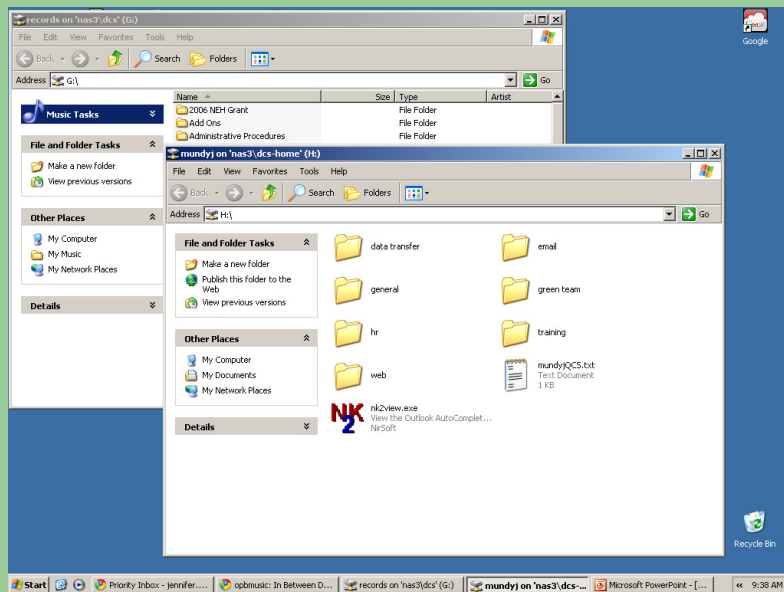 records on 'nas3\dcs' (G:)
File Edit View Favorites Tools Help
Back Search Folders
Address G:\ Go
Name Size Type Artist
2006 NEH Grant File Folder
Add Ons File Folder
Administrative Procedures File Folder
Music Tasks
File and Folder Tasks
Make a new folder
View previous versions
Other Places
My Computer
My Music
My Network Places
Details
mundyj on 'nas3\dcs-home' (H:)
File Edit View Favorites Tools Help
Back Search Folders
Address H:\ Go
File and Folder Tasks
Make a new folder
Publish this folder to the
Web
View previous versions
Other Places
My Computer
My Documents
My Network Places
Details
data transfer
email
general
green team
hr
training
web
mundyjQC5.txt
Text Document
1 KB
NK
2
nk2view.exe
View the Outlook AutoComplet...
NirSoft
Google
Recycle Bin
Start Priority Inbox - jennifer.... opbmusic: In Between D... records on 'nas3\dcs' (G:) mundyj on 'nas3\dcs-... Microsoft PowerPoint - [... « 9:38 AM